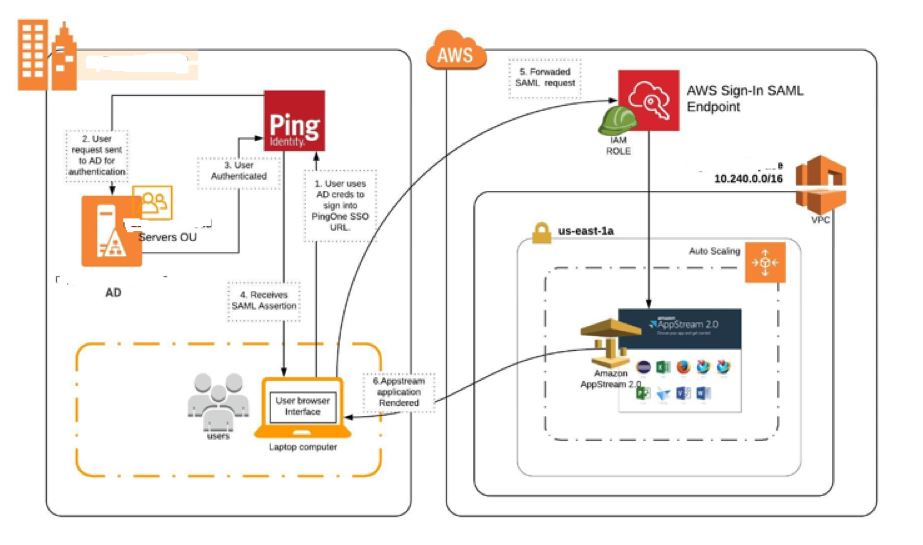 AWS
5. Forwaded
SAML request
AWS Sign-In SAML
Endpoint
IAM
ROLE
Ping
Identity.
2. User
request sent
to AD for
authentication
3. User
Authenticated
1. User uses
AD creds to
sign into
PingOne SSO
URL.
Servers OU
AD
10.240.0.0/16
VPC
us-east-1a
Auto Scaling
4. Receives
SAML Assertion
amazon
AppStream 2.0
Amazon
AppStream 2.0
6.Appstream
application
Rendered
User browser
Interface
users
Laptop computer